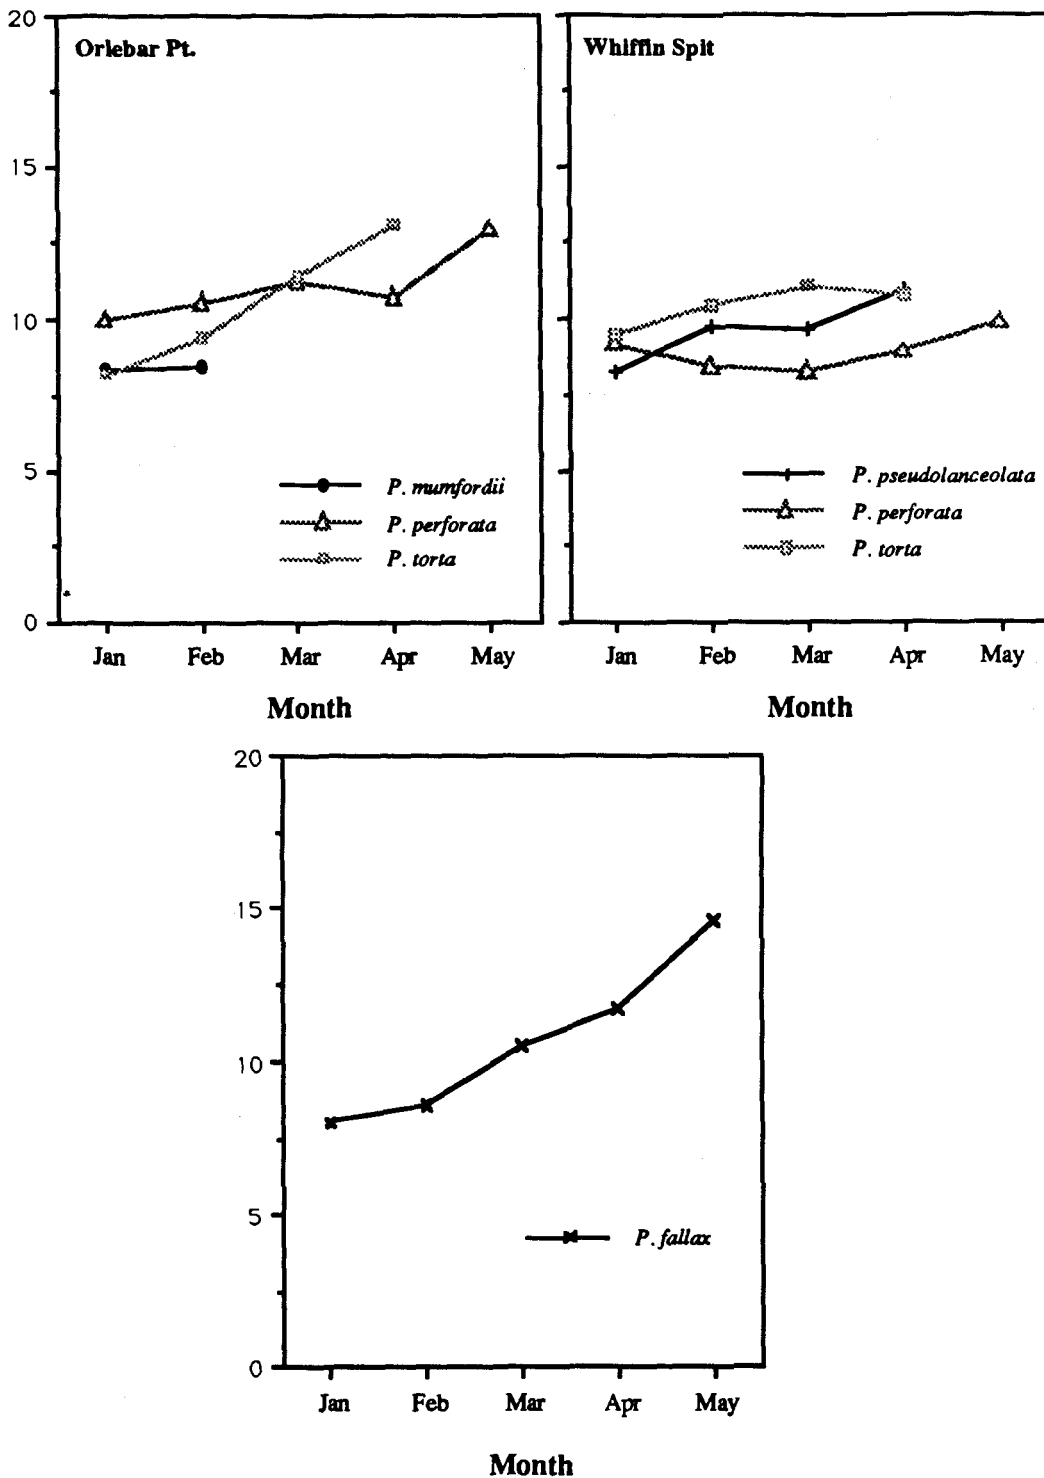 Orlebar Pt.
20
15
10
5
0
P. mumfordii
P. perforata
P. torta
Jan Feb Mar Apr May
Month
Whiffin Spit
P. pseudolanceolata
P. perforata
P. torta
Jan Feb Mar Apr May
Month
20
15
10
5
0
P. fallax
Jan Feb Mar Apr May
Month